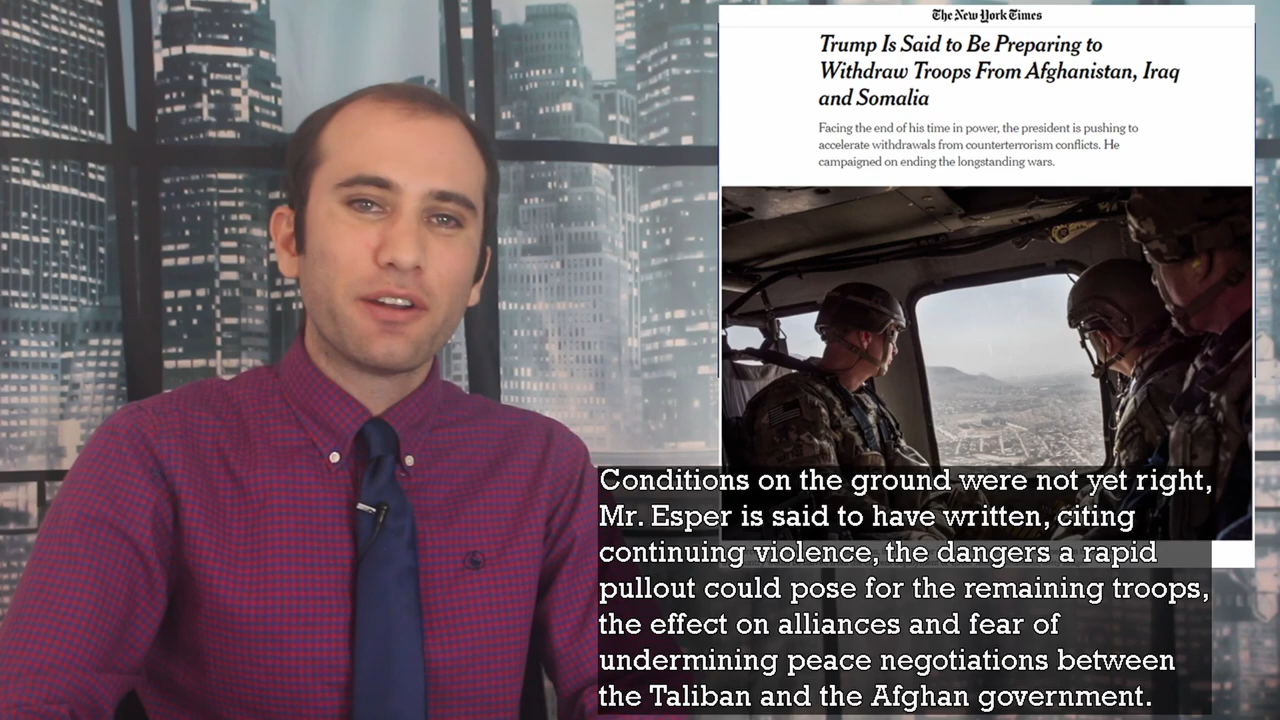 The New York Times
Trump Is Said to Be Preparing to
Withdraw Troops From Afghanistan, Iraq
and Somalia
Facing the end of his time in power, the president is pushing to
accelerate withdrawals from counterterrorism conflicts. He
campaigned on ending the longstanding wars.
Conditions on the ground were not yet right,
Mr. Esper is said to have written, citing
continuing violence, the dangers a rapid
pullout could pose for the remaining troops,
the effect on alliances and fear of
undermining peace negotiations between
the Taliban and the Afghan government.